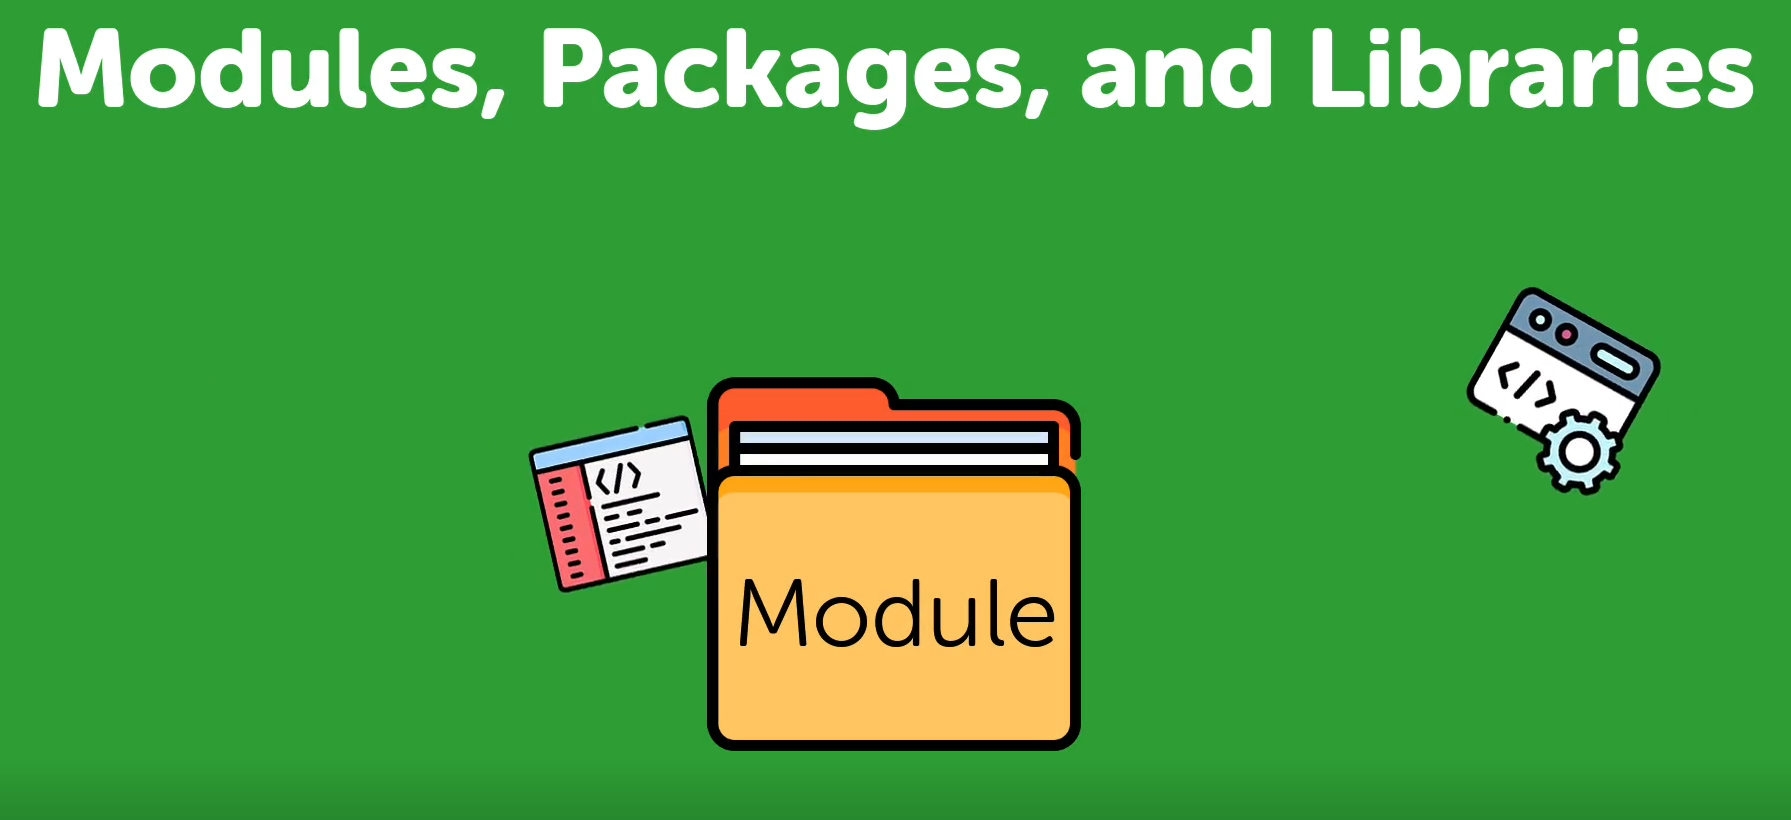 Modules, Packages, and Libraries
</>
</>
Module